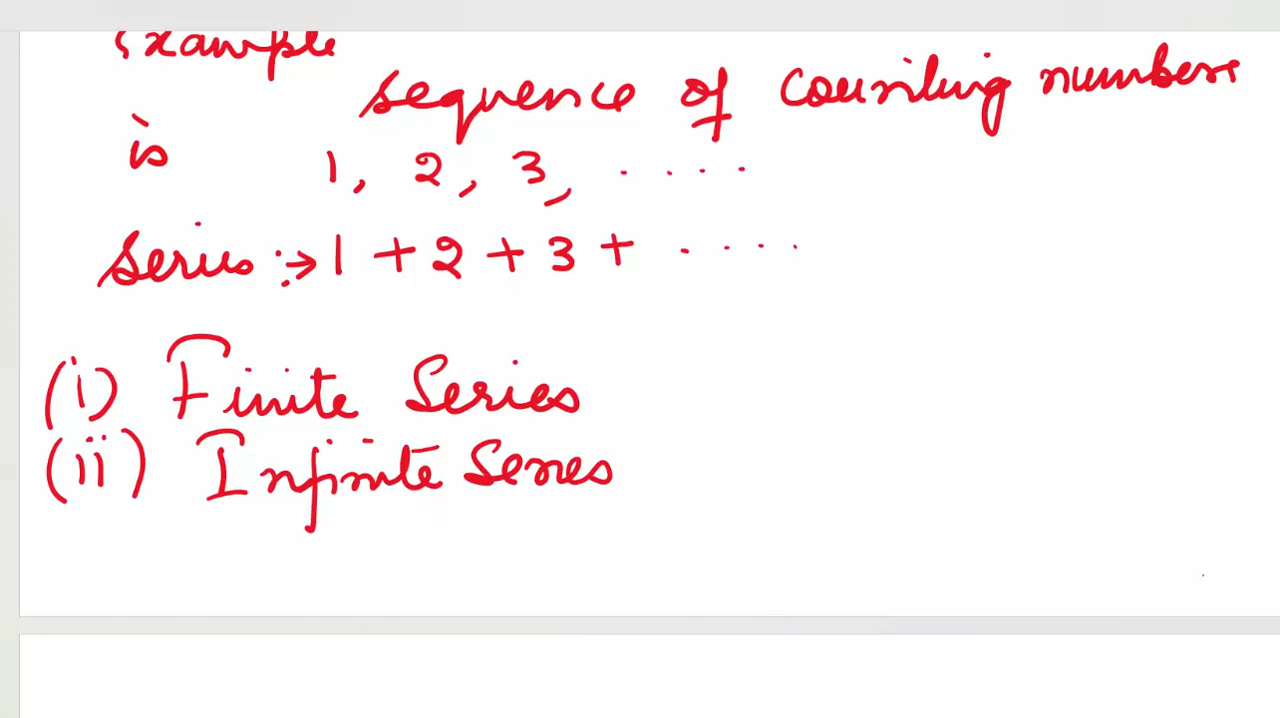 Example
sequence of counting numbers
is
1, 2, 3, .....
Series :→ 1 + 2 + 3 + ....
(i) Finite Series
(ii) Infinite Series